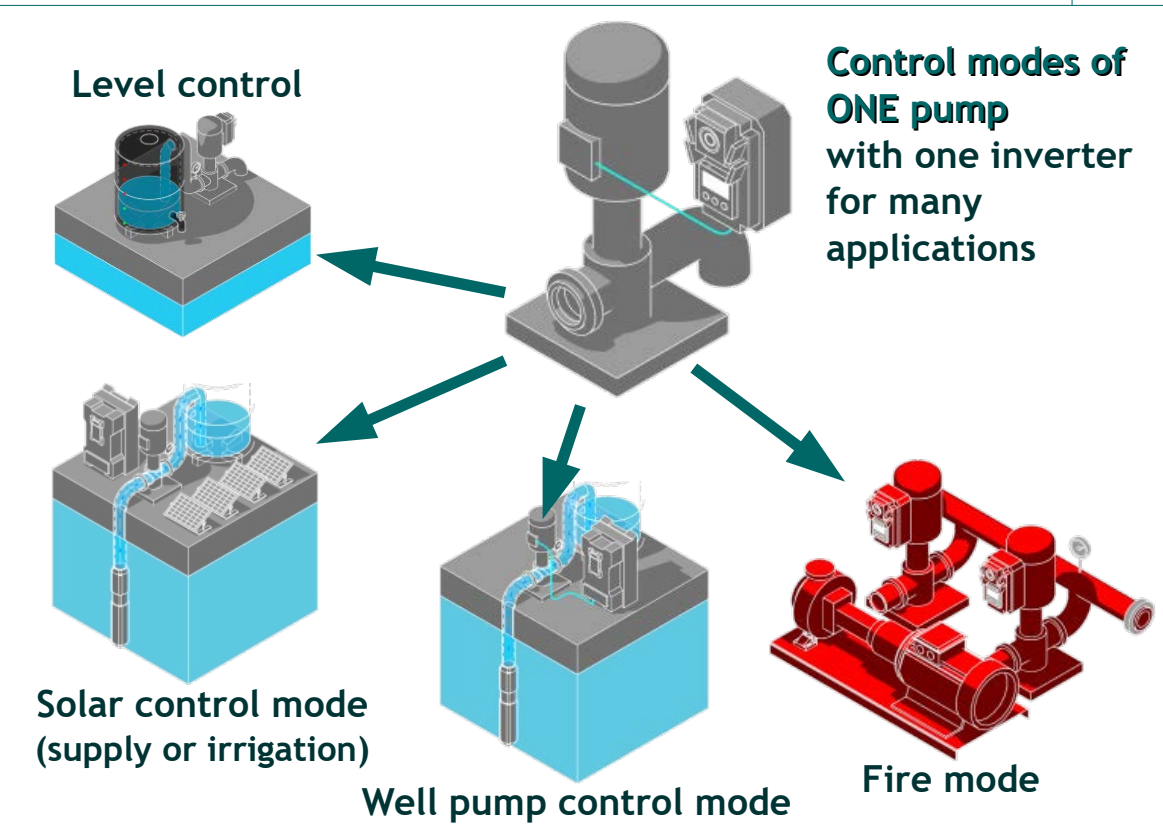 Level control
Control modes of
ONE pump
with one inverter
for many
applications
Solar control mode
(supply or irrigation)
Well pump control mode
Fire mode